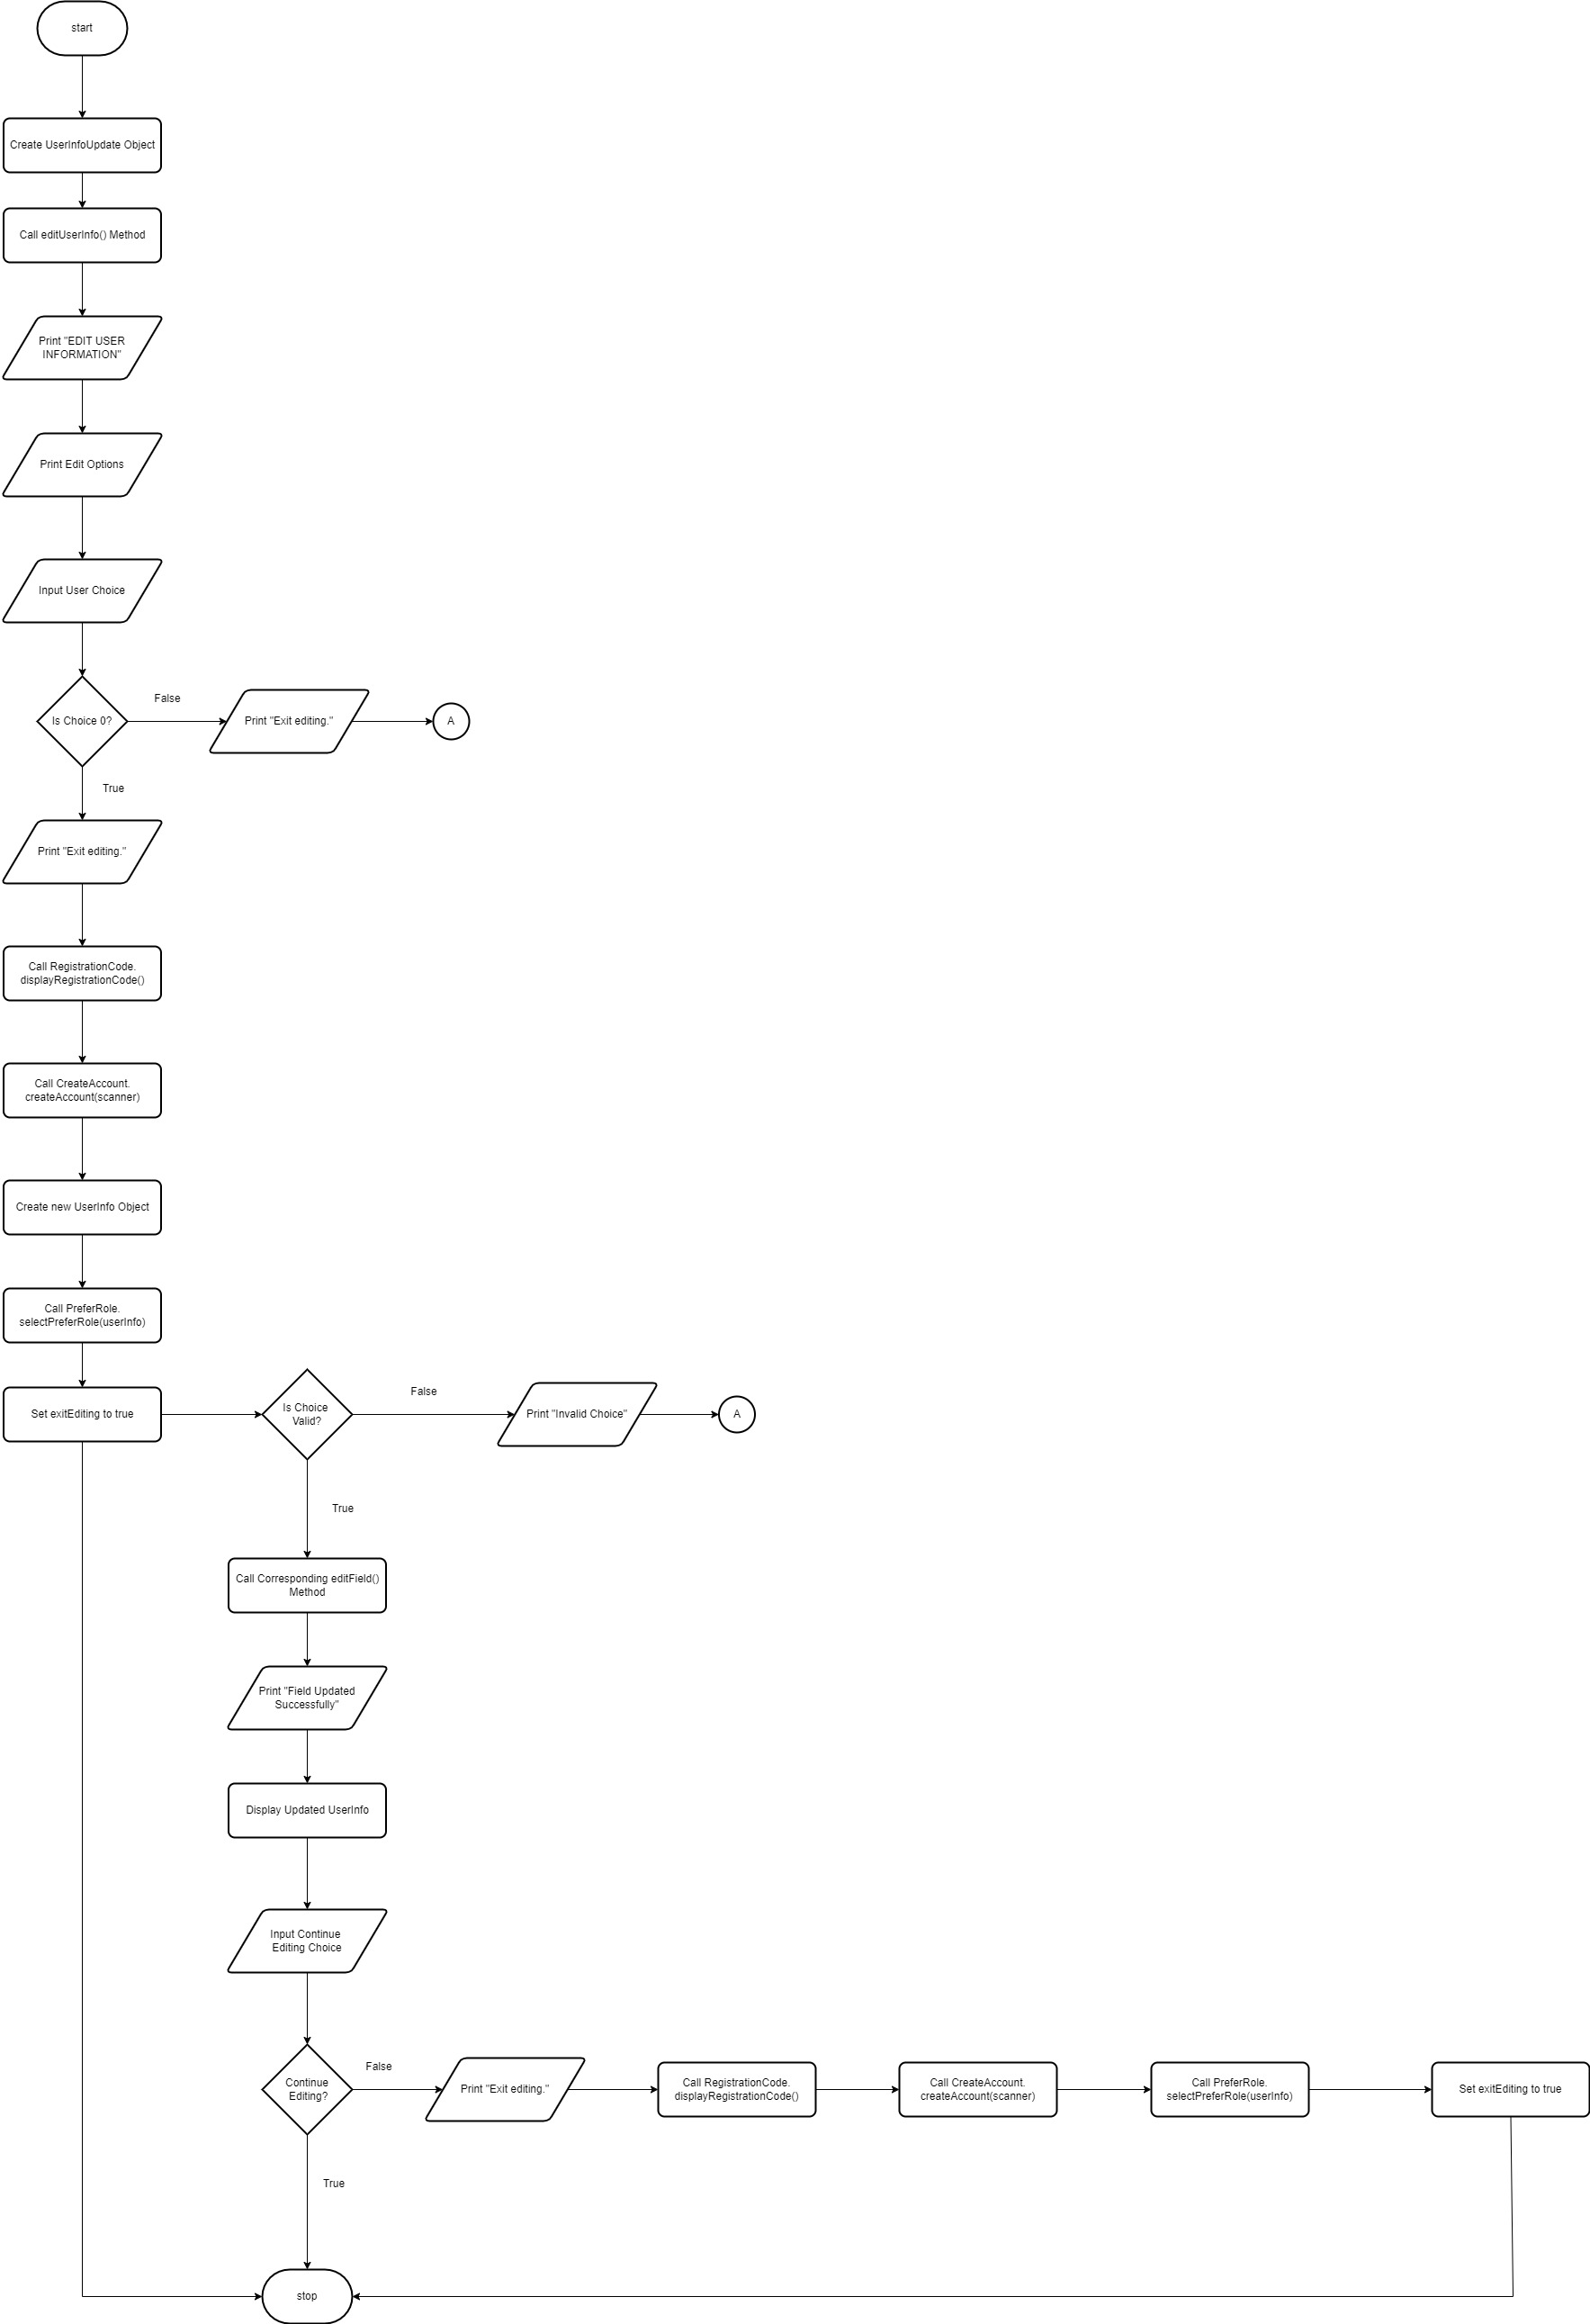 start
Create UserInfoUpdate Object
Call editUserInfo() Method
Print "EDIT USER
INFORMATION"
Print Edit Options
Input User Choice
Is Choice 0?
False
Print "Exit editing."
A
True
Print "Exit editing."
Call RegistrationCode.
displayRegistrationCode()
Call CreateAccount.
createAccount(scanner)
Create new UserInfo Object
Call PreferRole.
selectPreferRole(userInfo)
Set exitEditing to true
Is Choice
Valid?
False
Print "Invalid Choice"
A
True
Call Corresponding editField()
Method
Print "Field Updated
Successfully"
Display Updated UserInfo
Input Continue
Editing Choice
Continue
Editing?
False
Print "Exit editing."
Call RegistrationCode.
displayRegistrationCode()
Call CreateAccount.
createAccount(scanner)
Call PreferRole.
selectPreferRole(userInfo)
Set exitEditing to true
True
stop